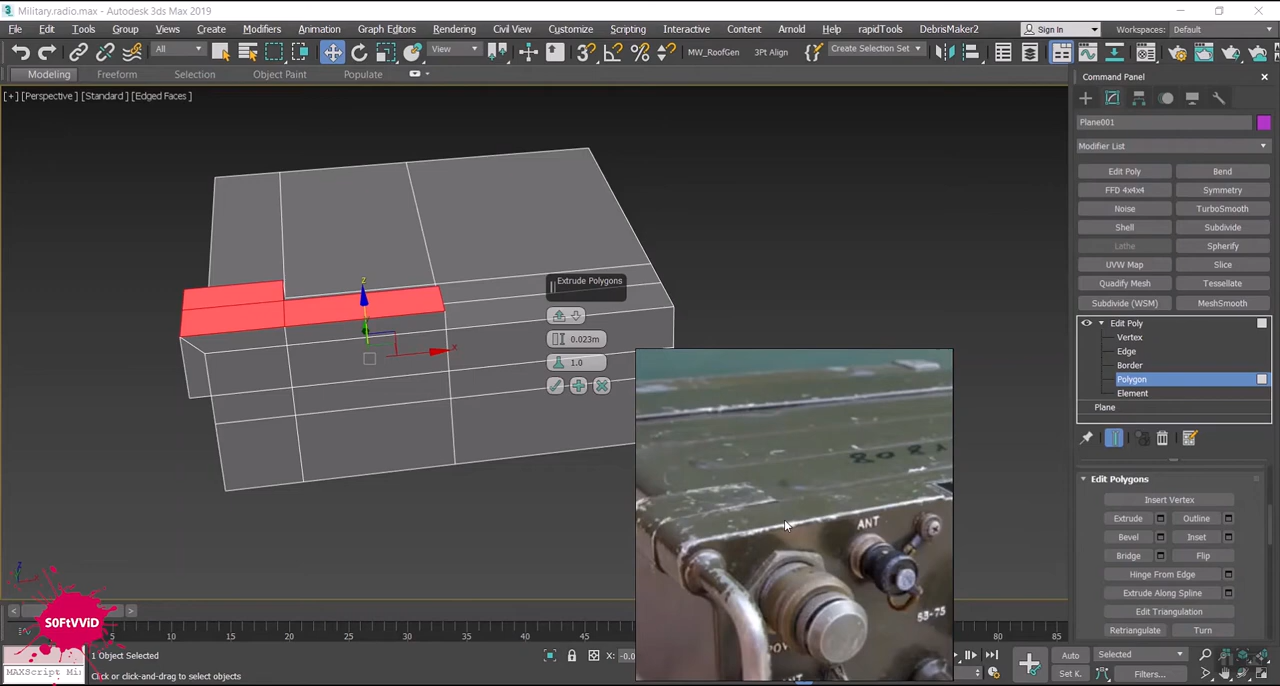 Military.radio.max - Autodesk 3ds Max 2019
File Edit Tools Group Views Create Modifiers Animation Graph Editors Rendering Civil View Customize Scripting Interactive Content Arnold Help rapidTools DebrisMaker2 Sign In Workspaces: Default
All View MW_RoofGen 3Pt Align Create Selection Set
Modeling Freeform Selection Object Paint Populate
[+] [Perspective] [Standard] [Edged Faces]
Command Panel
Plane001
Modifier List
Edit Poly Bend
FFD 4x4x4 Symmetry
Noise TurboSmooth
Shell Subdivide
Lathe Spherify
UVW Map Slice
Quadify Mesh Tessellate
Subdivide (WSM) MeshSmooth
Edit Poly
Vertex
Edge
Border
Polygon
Element
Plane
Extrude Polygons
0.023m
1.0
Edit Polygons
Insert Vertex
Extrude Outline
Bevel Inset
Bridge Flip
Hinge From Edge
Extrude Along Spline
Edit Triangulation
Retriangulate Turn
ANT
S0FtVViD
5 10 15 20 25 30 35 40 45 80 85
1 Object Selected X: -0.0
MAXScript Mi
Click or click-and-drag to select objects
Auto Selected
Set K. Filters...